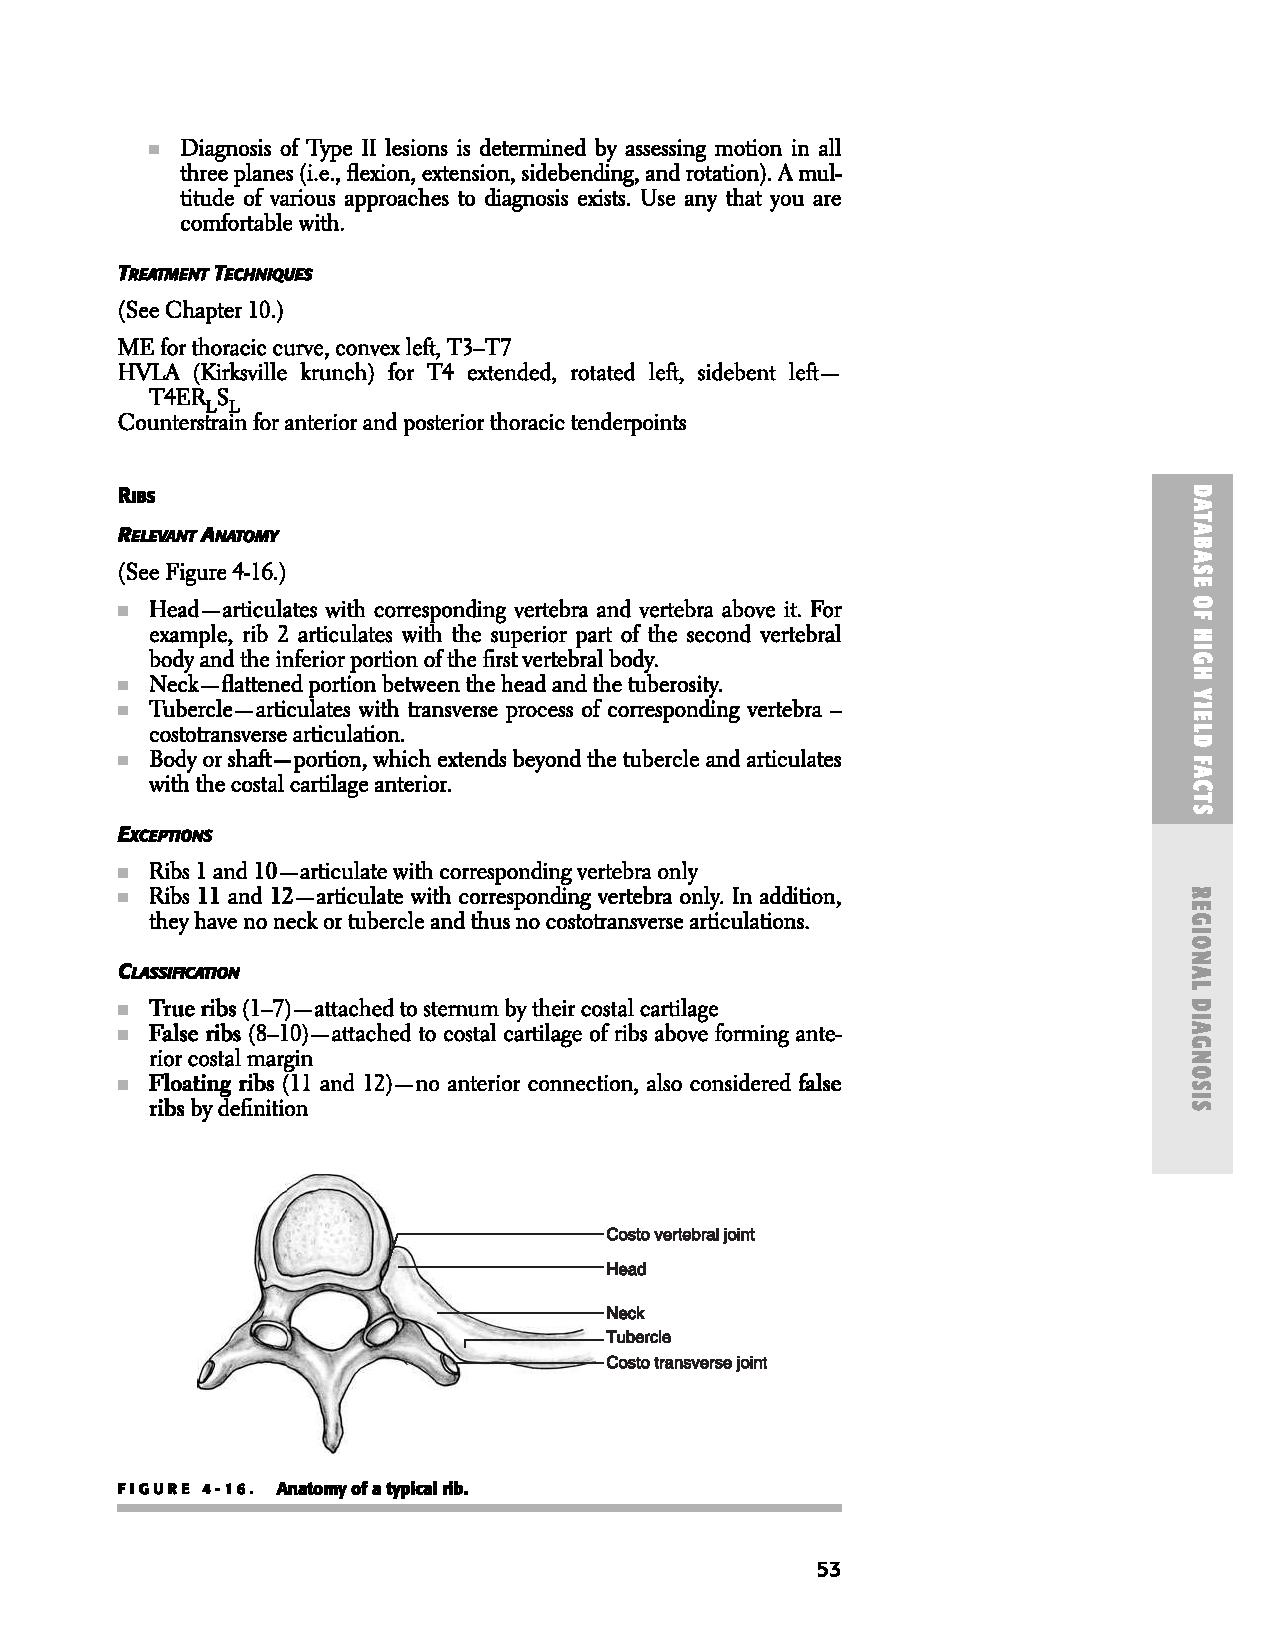 ■ Diagnosis of Type II lesions is determined by assessing motion in all
three planes (i.e., flexion, extension, sidebending, and rotation). A mul-
titude of various approaches to diagnosis exists. Use any that you are
comfortable with.
TREATMENT TECHNIQUES
(See Chapter 10.)
ME for thoracic curve, convex left, T3–T7
HVLA (Kirksville krunch) for T4 extended, rotated left, sidebent left—
T4ERLSL
Counterstrain for anterior and posterior thoracic tenderpoints
RIBS
RELEVANT ANATOMY
(See Figure 4-16.)
■ Head—articulates with corresponding vertebra and vertebra above it. For
example, rib 2 articulates with the superior part of the second vertebral
body and the inferior portion of the first vertebral body.
■ Neck—flattened portion between the head and the tuberosity.
■ Tubercle—articulates with transverse process of corresponding vertebra –
costotransverse articulation.
■ Body or shaft—portion, which extends beyond the tubercle and articulates
with the costal cartilage anterior.
EXCEPTIONS
■ Ribs 1 and 10—articulate with corresponding vertebra only
■ Ribs 11 and 12—articulate with corresponding vertebra only. In addition,
they have no neck or tubercle and thus no costotransverse articulations.
CLASSIFICATION
■ True ribs (1–7)—attached to sternum by their costal cartilage
■ False ribs (8–10)—attached to costal cartilage of ribs above forming ante-
rior costal margin
■ Floating ribs (11 and 12)—no anterior connection, also considered false
ribs by definition
Costo vertebral joint
Head
Neck
Tubercle
Costo transverse joint
FIGURE 4-16. Anatomy of a typical rib.
53
DATABASE OF HIGH YIELD FACTS
REGIONAL DIAGNOSIS